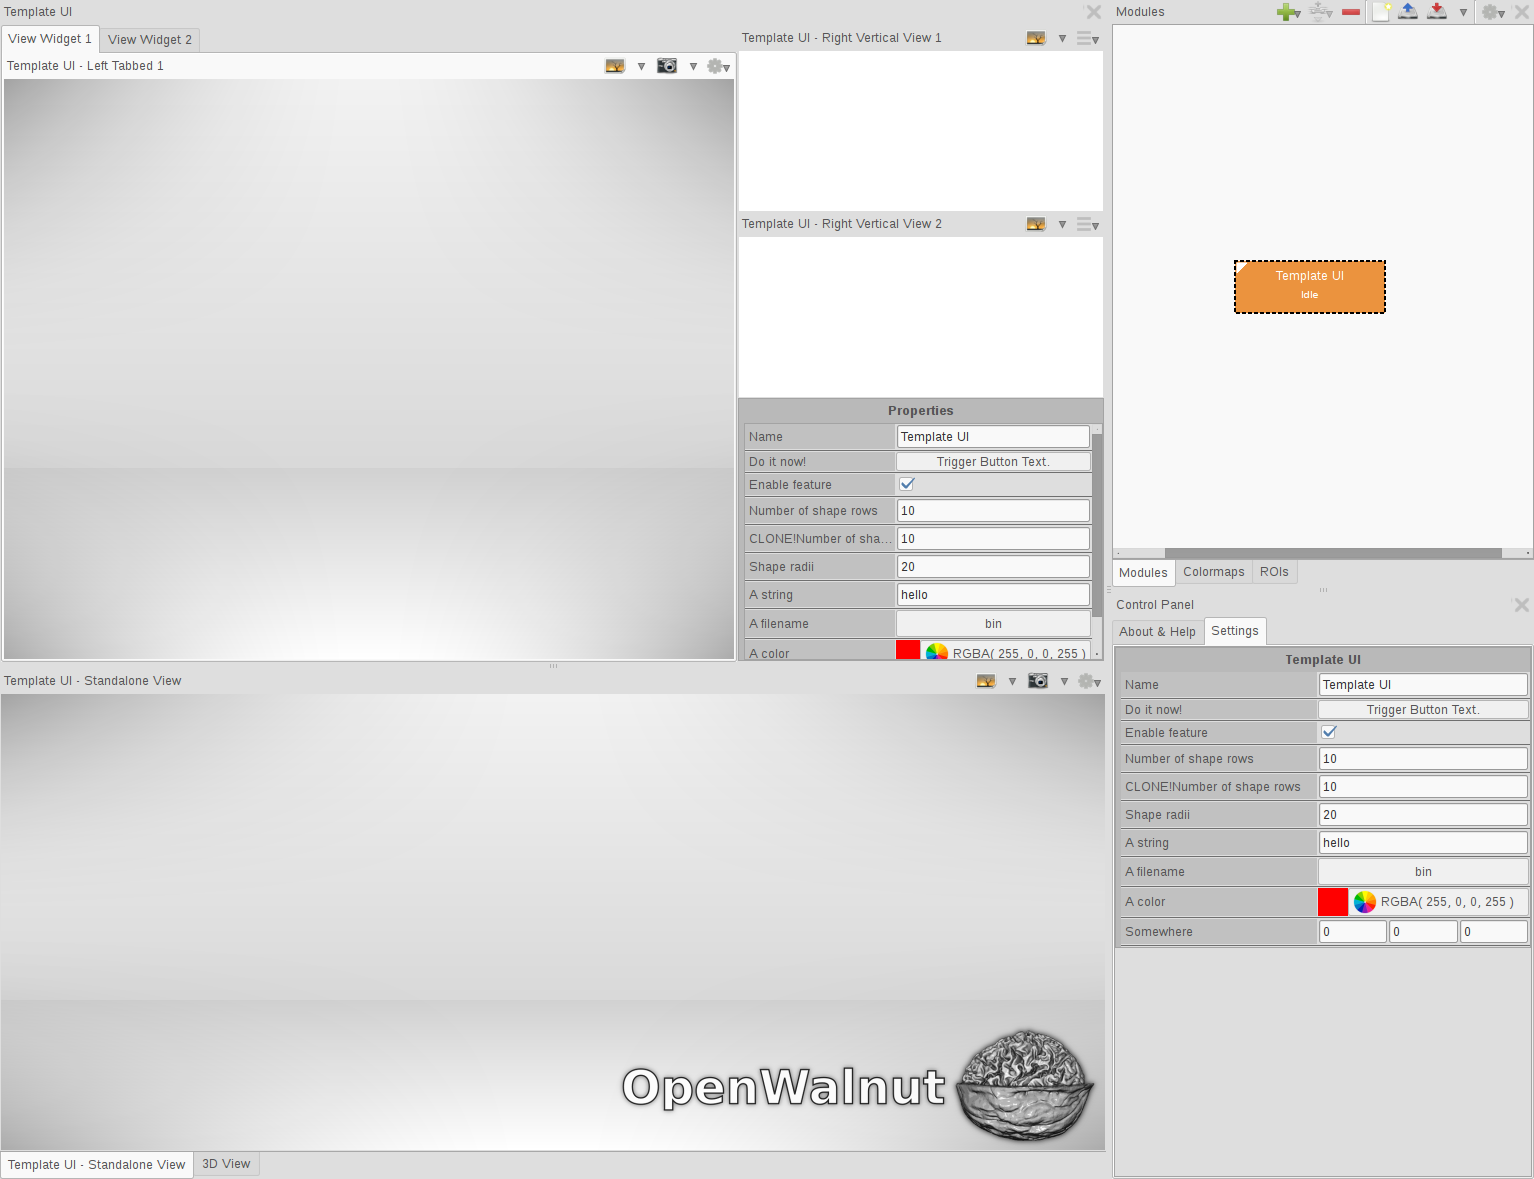 Template UI
View Widget 1
View Widget 2
Template UI - Left Tabbed 1
Template UI - Right Vertical View 1
Template UI - Right Vertical View 2
Properties
Name
Template UI
Do it now!
Trigger Button Text.
Enable feature
Number of shape rows
10
CLONE!Number of sha...
10
Shape radii
20
A string
hello
A filename
bin
A color
RGBA( 255, 0, 0, 255 )
Template UI - Standalone View
OpenWalnut
Template UI - Standalone View
3D View
Modules
Template UI
Idle
Modules
Colormaps
ROIs
Control Panel
About & Help
Settings
Template UI
Name
Template UI
Do it now!
Trigger Button Text.
Enable feature
Number of shape rows
10
CLONE!Number of shape rows
10
Shape radii
20
A string
hello
A filename
bin
A color
RGBA( 255, 0, 0, 255 )
Somewhere
0
0
0